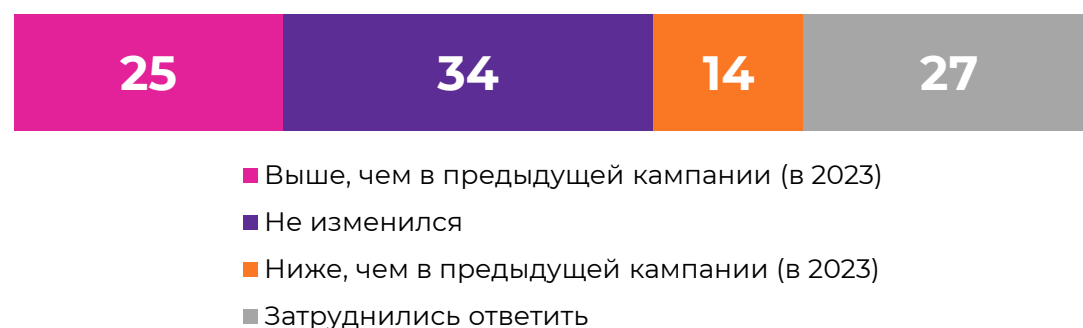 25 34 14 27
Выше, чем в предыдущей кампании (в 2023)
Не изменился
Ниже, чем в предыдущей кампании (в 2023)
Затруднились ответить